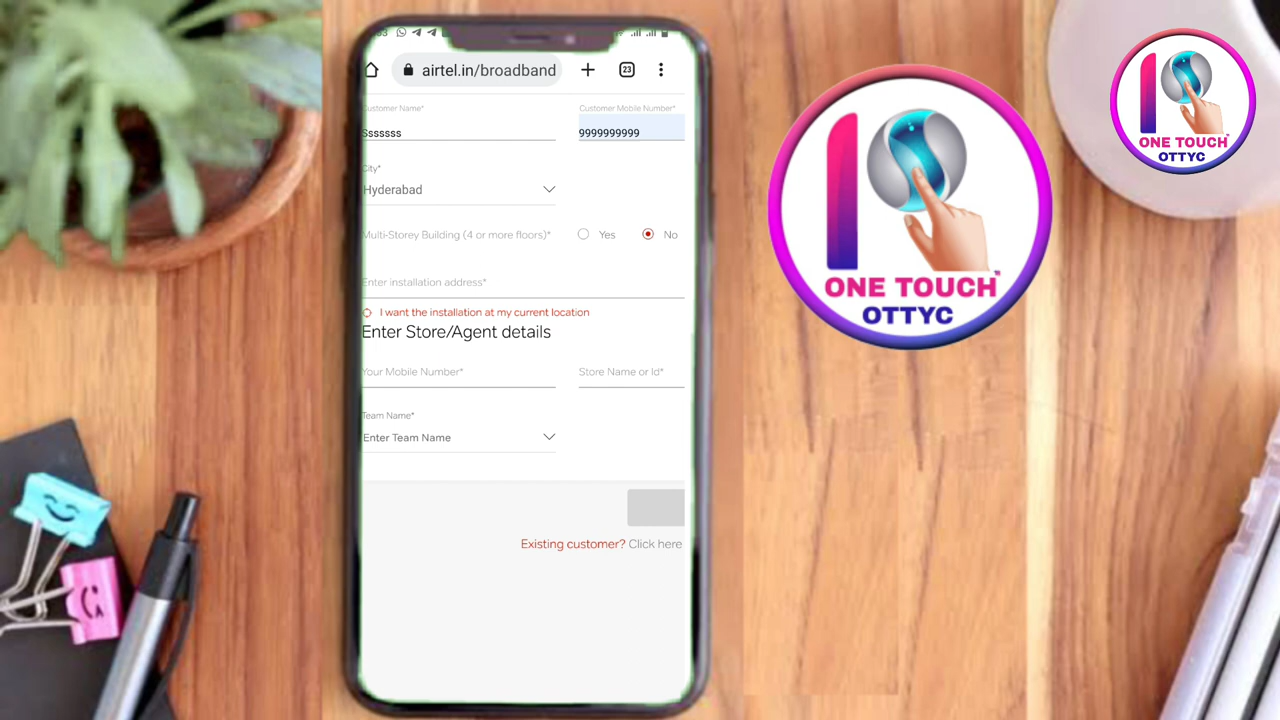 airtel.in/broadband
23
Customer Name*
Customer Mobile Number*
Sssssss
9999999999
City*
Hyderabad
Multi-Storey Building (4 or more floors)*
Yes
No
Enter installation address*
I want the installation at my current location
Enter Store/Agent details
Your Mobile Number*
Store Name or Id*
Team Name*
Enter Team Name
Existing customer? Click here
ONE TOUCH
OTTYC
ONE TOUCH
OTTYC